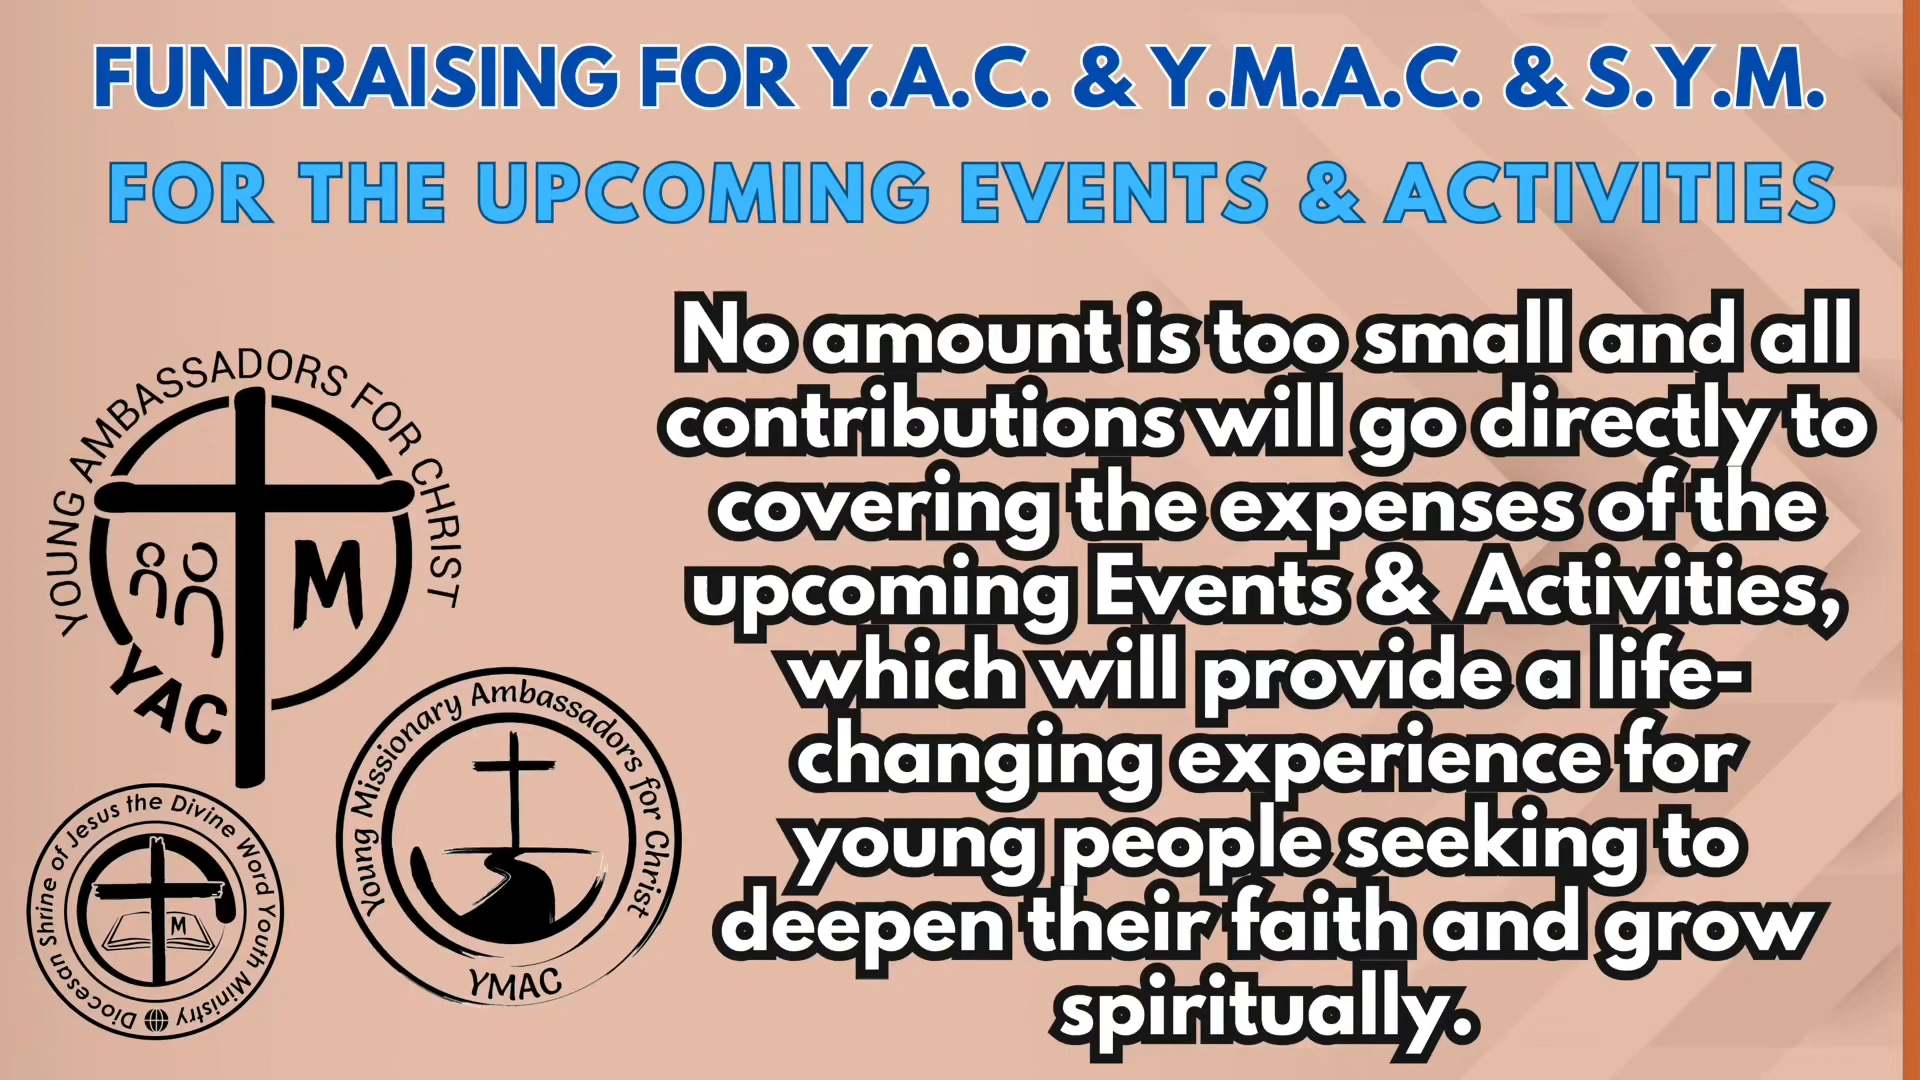 FUNDRAISING FOR Y.A.C. & Y.M.A.C. & S.Y.M.
FOR THE UPCOMING EVENTS & ACTIVITIES
No amount is too small and all
contributions will go directly to
covering the expenses of the
upcoming Events & Activities,
which will provide a life-
changing experience for
young people seeking to
deepen their faith and grow
spiritually.
YOUNG AMBASSADORS FOR CHRIST
M
YAC
Young Missionary Ambassadors for Christ
YMAC
Diocesan Shrine of Jesus the Divine Word Youth Ministry
M